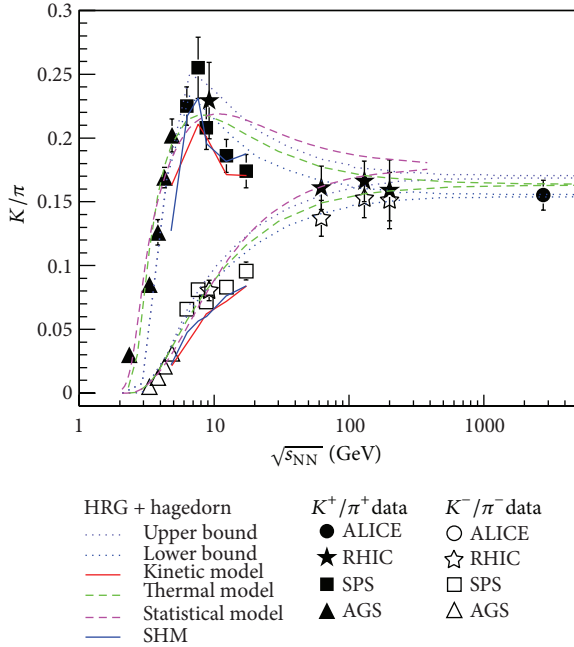 0.3
0.25
0.2
0.15
0.1
0.05
0
K/π
1 10 100 1000
√sNN (GeV)
HRG + hagedorn
Upper bound
Lower bound
Kinetic model
Thermal model
Statistical model
SHM
K+/π+ data
ALICE
RHIC
SPS
AGS
K−/π− data
ALICE
RHIC
SPS
AGS